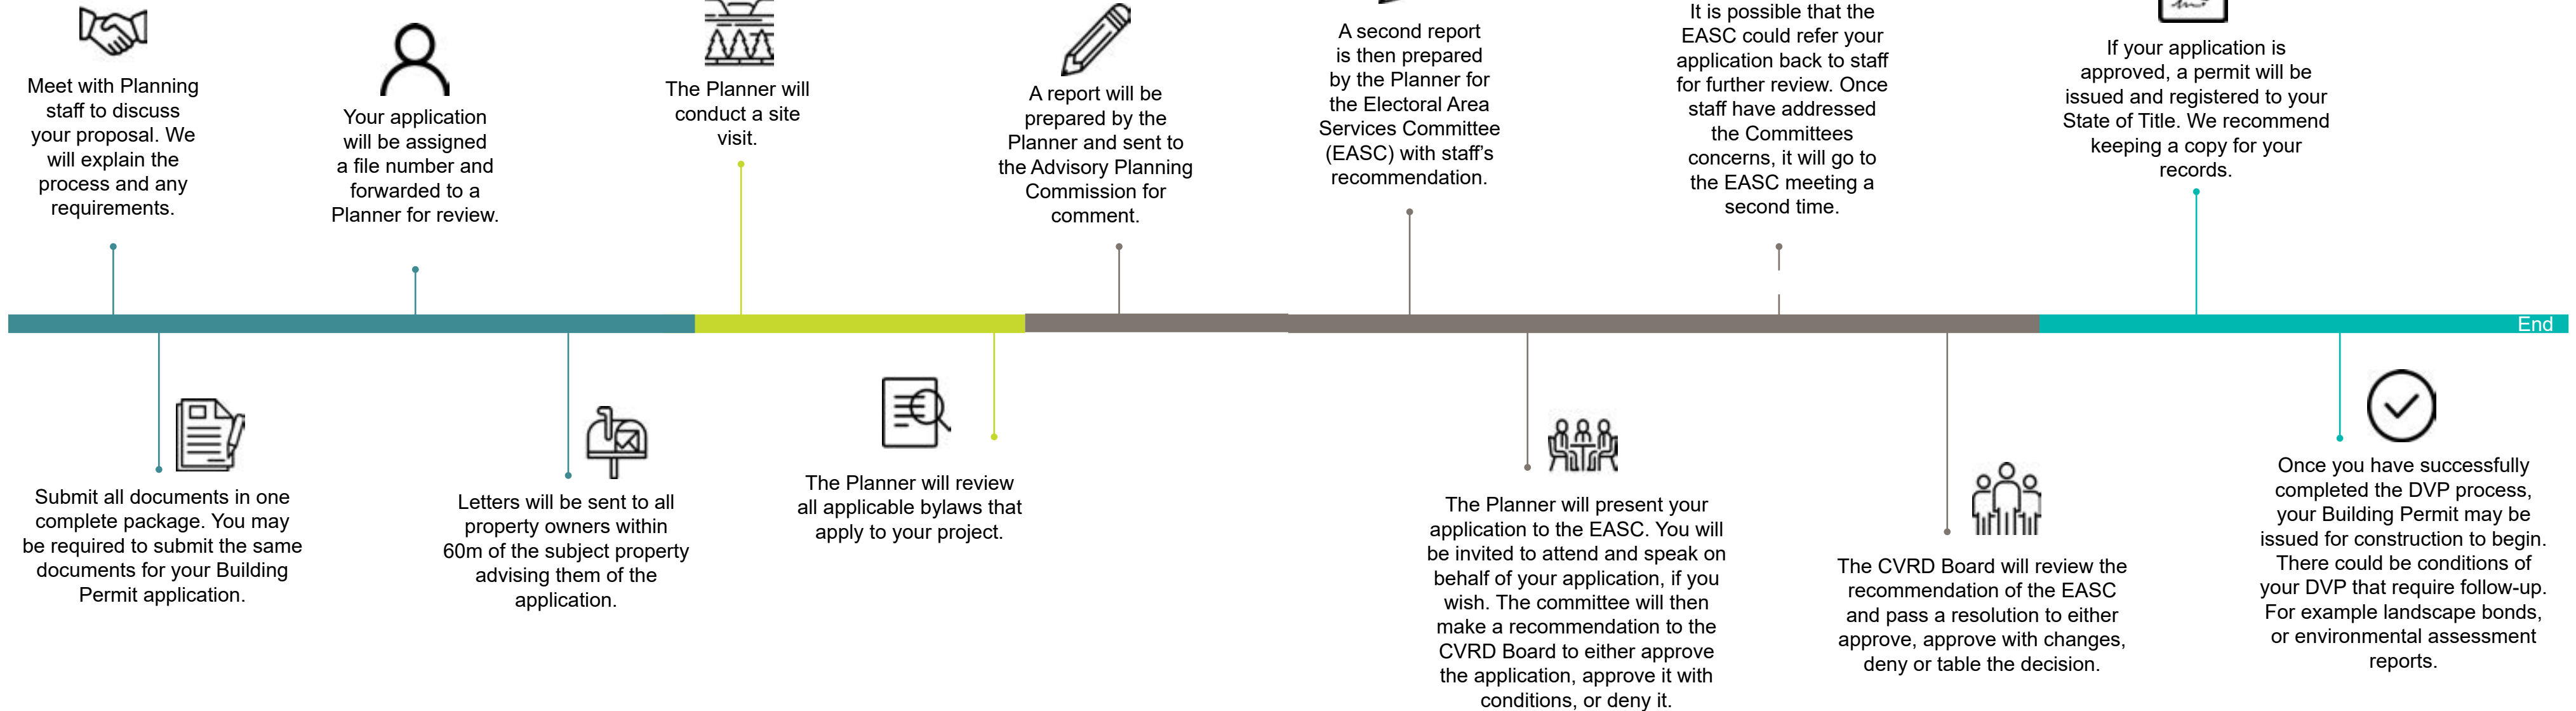 Meet with Planning
staff to discuss
your proposal. We
will explain the
process and any
requirements.
Submit all documents in one
complete package. You may
be required to submit the same
documents for your Building
Permit application.
Your application
will be assigned
a file number and
forwarded to a
Planner for review.
Letters will be sent to all
property owners within
60m of the subject property
advising them of the
application.
The Planner will
conduct a site
visit.
The Planner will review
all applicable bylaws that
apply to your project.
A report will be
prepared by the
Planner and sent to
the Advisory Planning
Commission for
comment.
A second report
is then prepared
by the Planner for
the Electoral Area
Services Committee
(EASC) with staff's
recommendation.
The Planner will present your
application to the EASC. You will
be invited to attend and speak on
behalf of your application, if you
wish. The committee will then
make a recommendation to the
CVRD Board to either approve
the application, approve it with
conditions, or deny it.
It is possible that the
EASC could refer your
application back to staff
for further review. Once
staff have addressed
the Committees
concerns, it will go to
the EASC meeting a
second time.
The CVRD Board will review the
recommendation of the EASC
and pass a resolution to either
approve, approve with changes,
deny or table the decision.
If your application is
approved, a permit will be
issued and registered to your
State of Title. We recommend
keeping a copy for your
records.
Once you have successfully
completed the DVP process,
your Building Permit may be
issued for construction to begin.
There could be conditions of
your DVP that require follow-up.
For example landscape bonds,
or environmental assessment
reports.
End